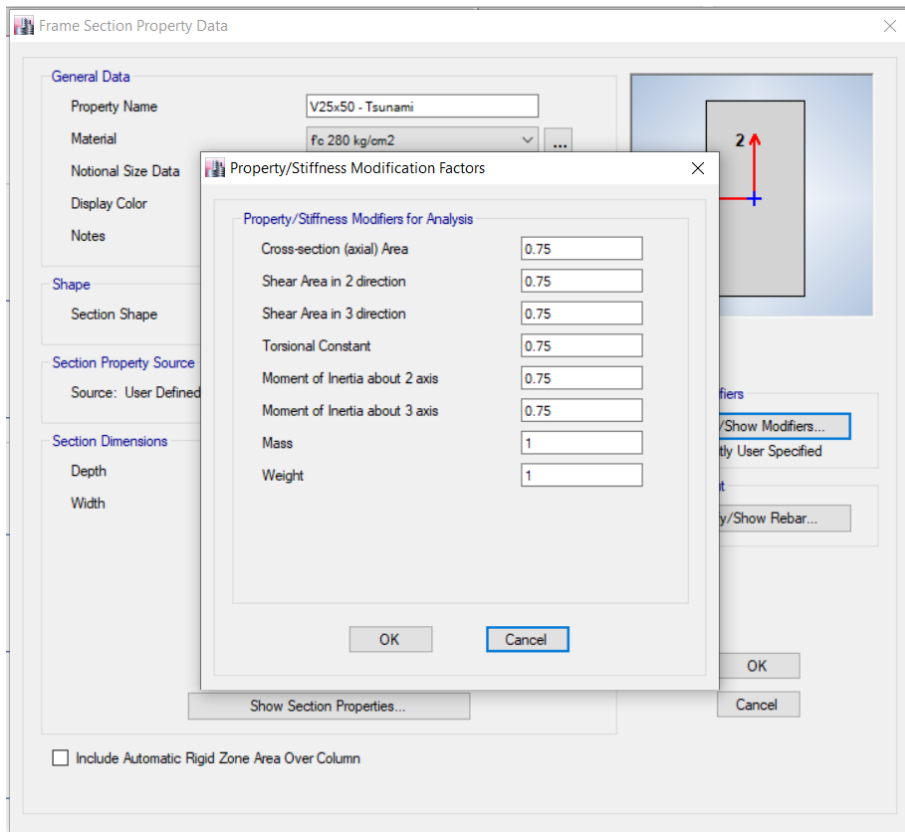 Frame Section Property Data
General Data
Property Name V25x50 - Tsunami
Material f'c 280 kg/cm2 ...
Notional Size Data
Display Color
Notes
Shape
Section Shape
Section Property Source
Source: User Defined
Section Dimensions
Depth
Width
Show Section Properties...
Include Automatic Rigid Zone Area Over Column
Property/Stiffness Modification Factors
Property/Stiffness Modifiers for Analysis
Cross-section (axial) Area 0.75
Shear Area in 2 direction 0.75
Shear Area in 3 direction 0.75
Torsional Constant 0.75
Moment of Inertia about 2 axis 0.75
Moment of Inertia about 3 axis 0.75
Mass 1
Weight 1
OK Cancel
2
fiers
/Show Modifiers...
tly User Specified
t
y/Show Rebar...
OK
Cancel